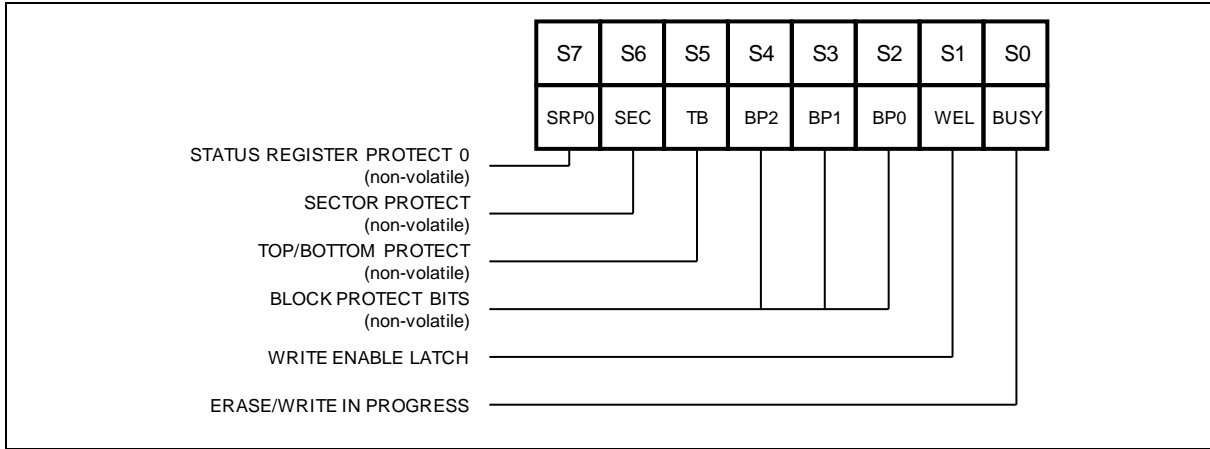 S7 S6 S5 S4 S3 S2 S1 S0
SRP0 SEC TB BP2 BP1 BP0 WEL BUSY
STATUS REGISTER PROTECT 0
(non-volatile)
SECTOR PROTECT
(non-volatile)
TOP/BOTTOM PROTECT
(non-volatile)
BLOCK PROTECT BITS
(non-volatile)
WRITE ENABLE LATCH
ERASE/WRITE IN PROGRESS